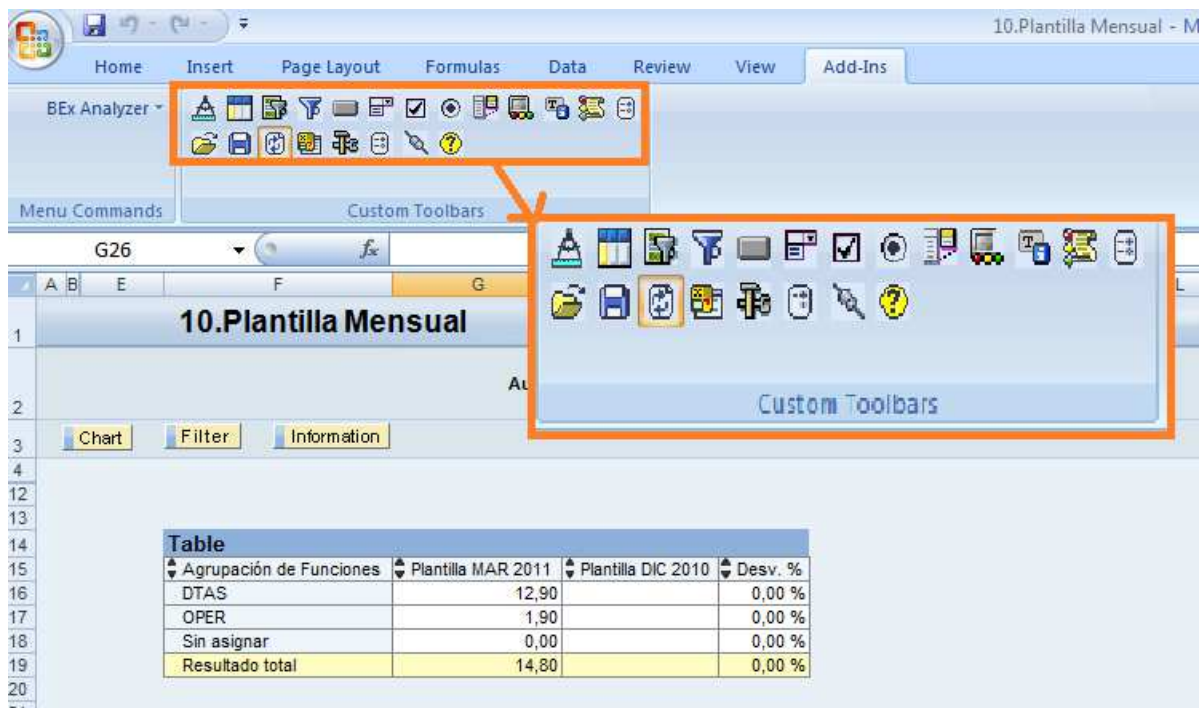 10.Plantilla Mensual - M
Home Insert Page Layout Formulas Data Review View Add-Ins
BEx Analyzer
Menu Commands Custom Toolbars
Custom Toolbars
G26 fx
A B E F G L
1 10.Plantilla Mensual
2 Au
3 Chart Filter Information
4
12
13
14 Table
15 Agrupación de Funciones Plantilla MAR 2011 Plantilla DIC 2010 Desv. %
16 DTAS 12,90 0,00 %
17 OPER 1,90 0,00 %
18 Sin asignar 0,00 0,00 %
19 Resultado total 14,80 0,00 %
20